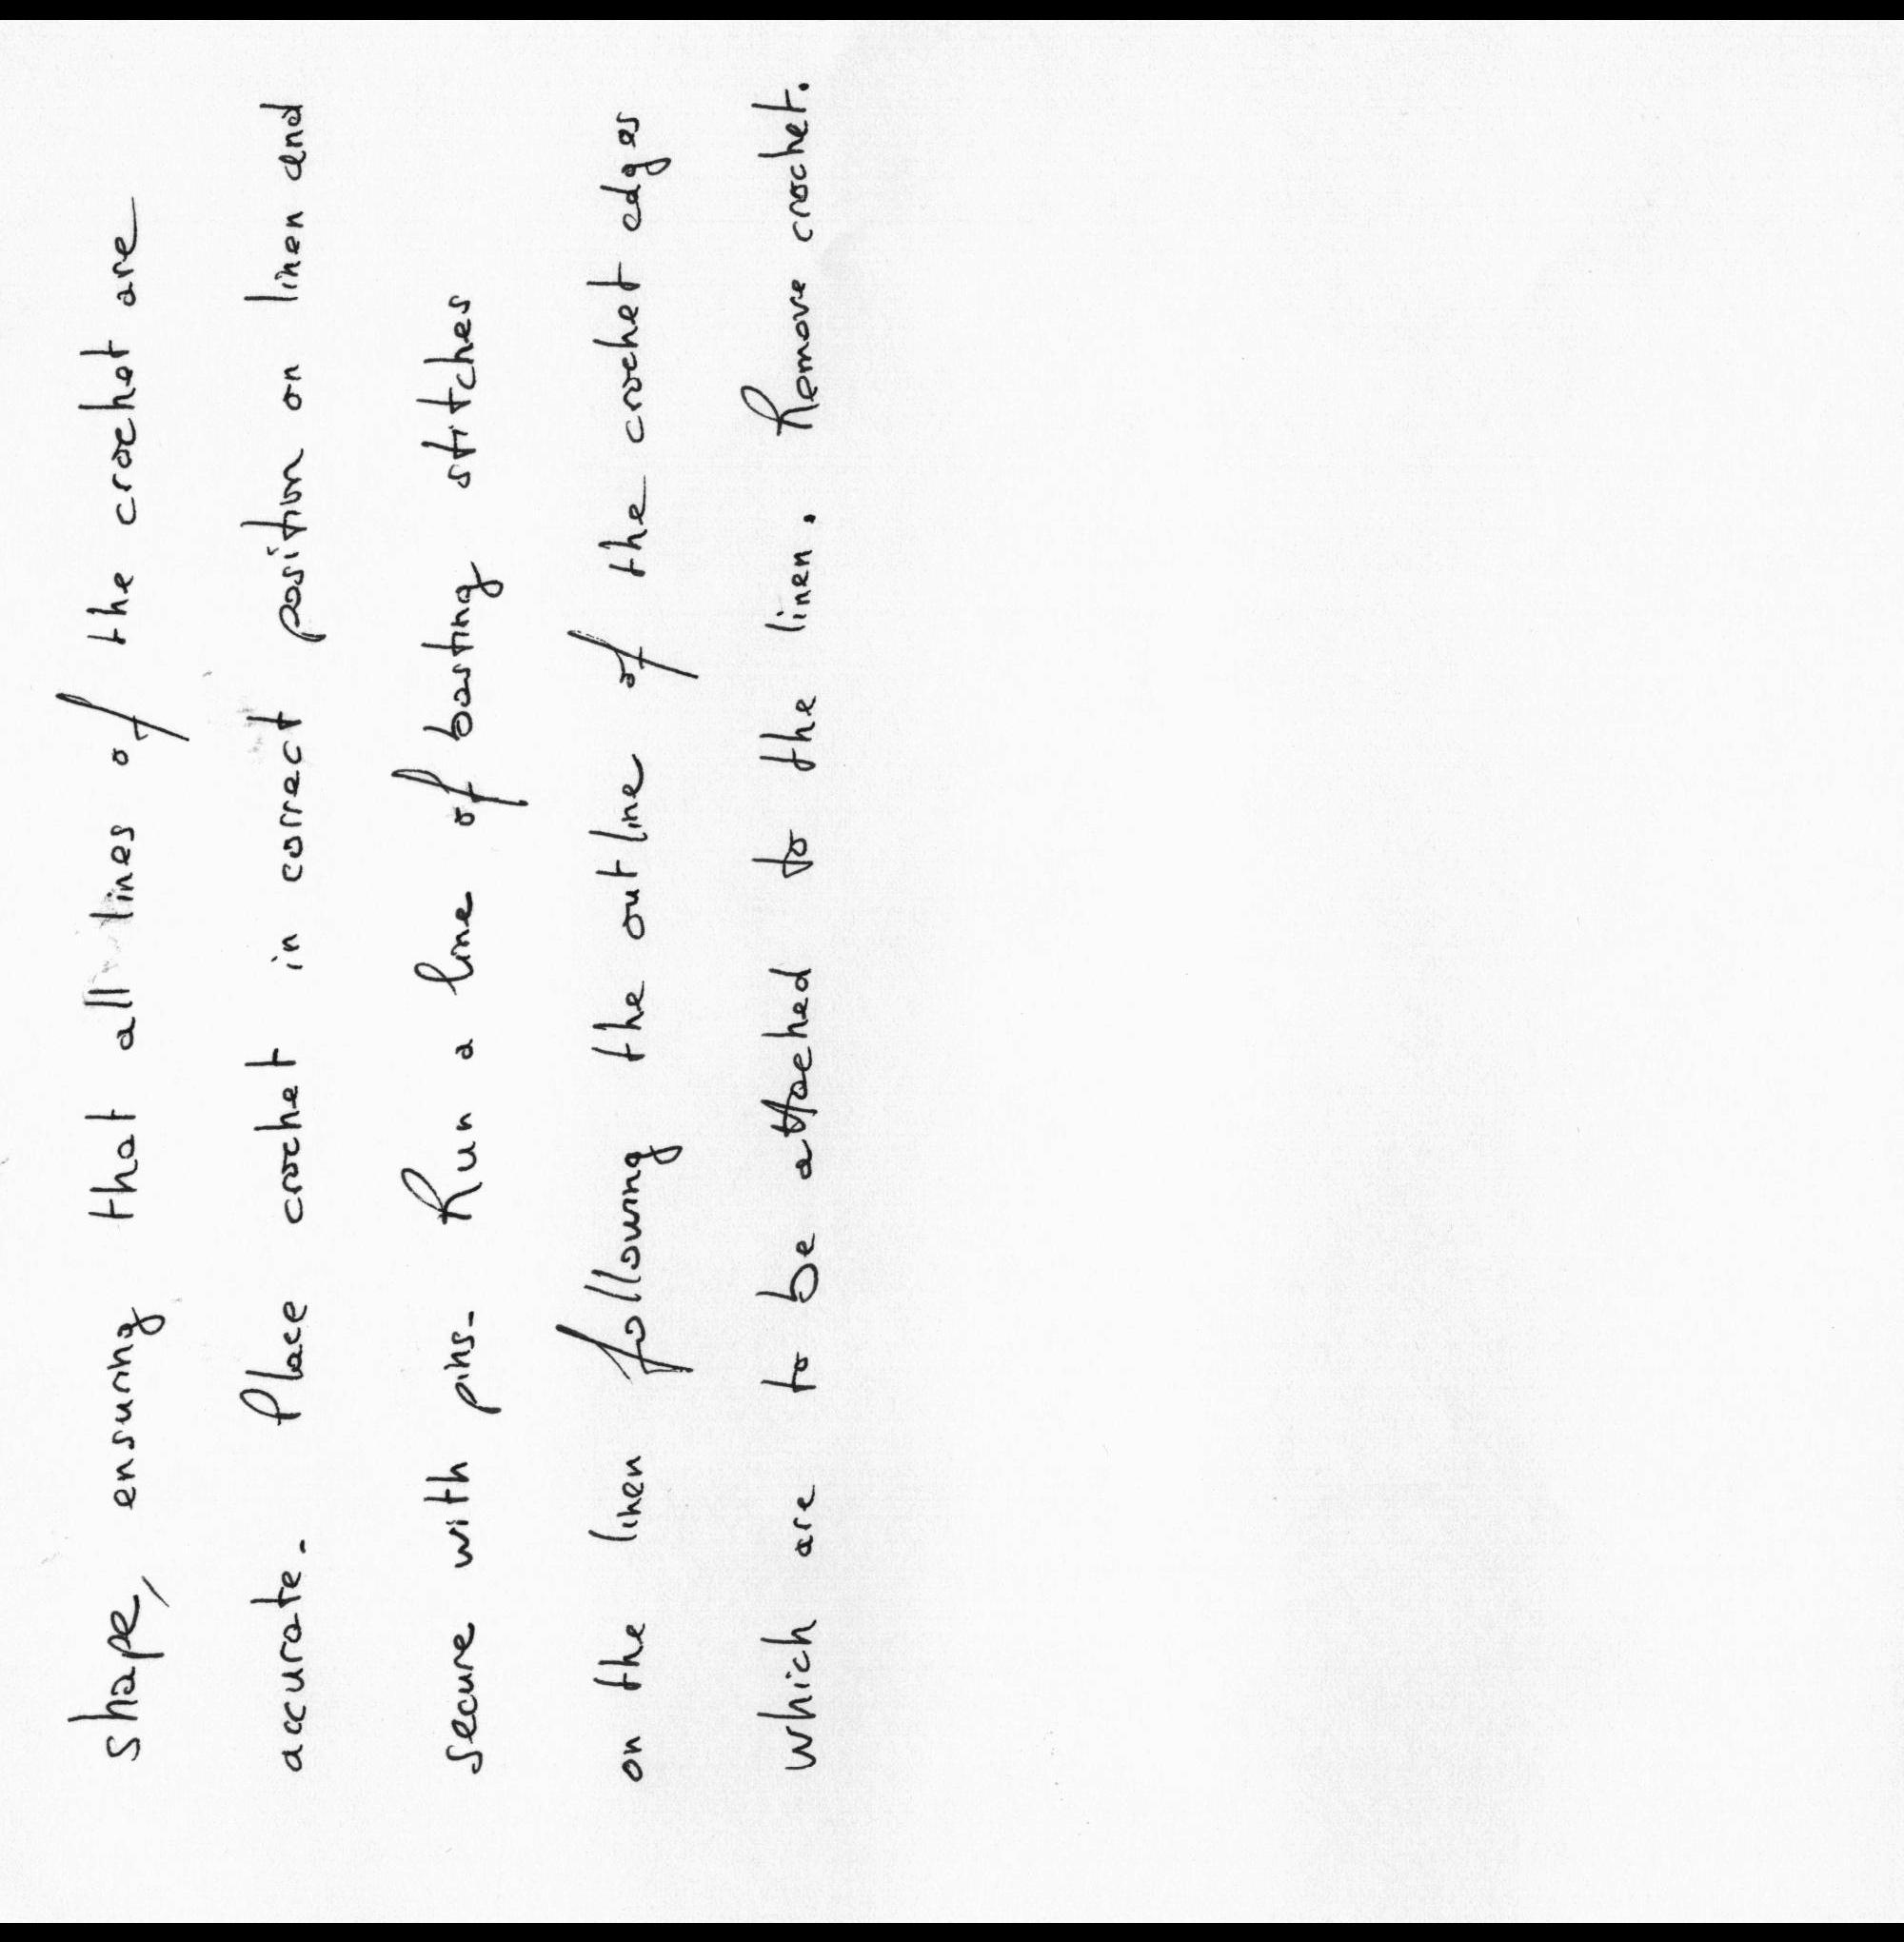 shape, ensuring that all lines of the crochet are
accurate. Place crochet in correct position on linen and
secure with pins. Run a line of basting stitches
on the linen following the outline of the crochet edges
which are to be attached to the linen. Remove crochet.